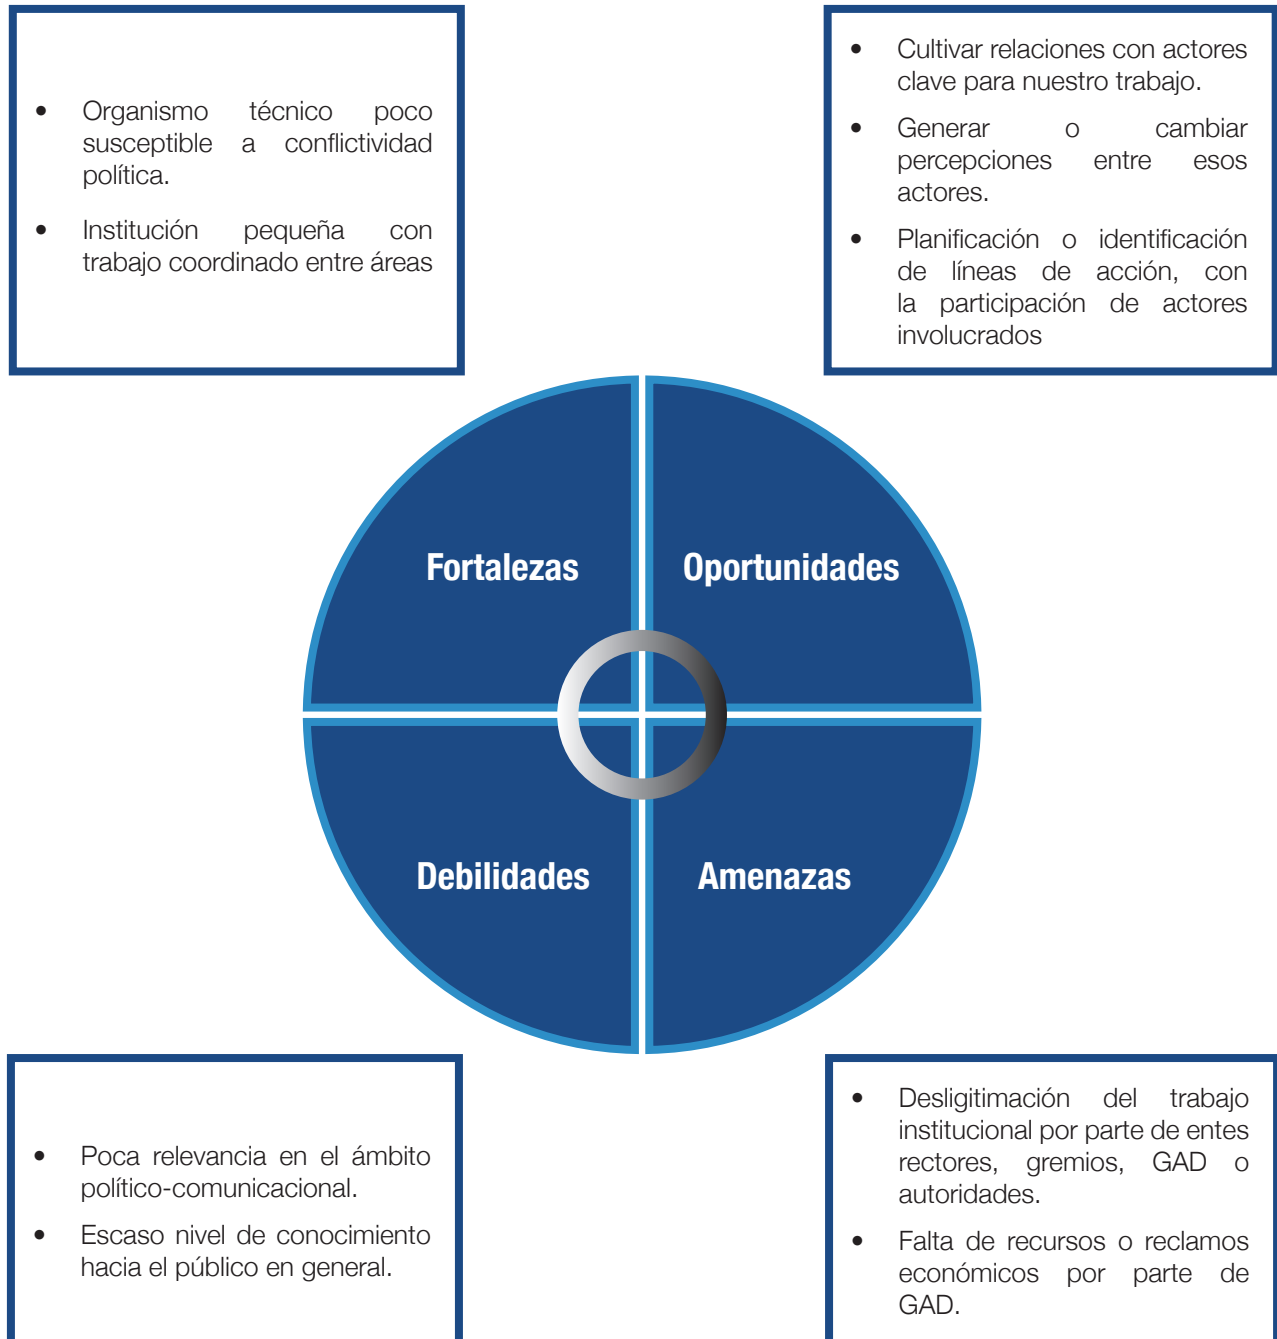 • Organismo técnico poco
susceptible a conflictividad
política.
• Institución pequeña con
trabajo coordinado entre áreas
• Cultivar relaciones con actores
clave para nuestro trabajo.
• Generar o cambiar
percepciones entre esos
actores.
• Planificación o identificación
de líneas de acción, con
la participación de actores
involucrados
Fortalezas
Oportunidades
Debilidades
Amenazas
• Poca relevancia en el ámbito
político-comunicacional.
• Escaso nivel de conocimiento
hacia el público en general.
• Desligitimación del trabajo
institucional por parte de entes
rectores, gremios, GAD o
autoridades.
• Falta de recursos o reclamos
económicos por parte de
GAD.